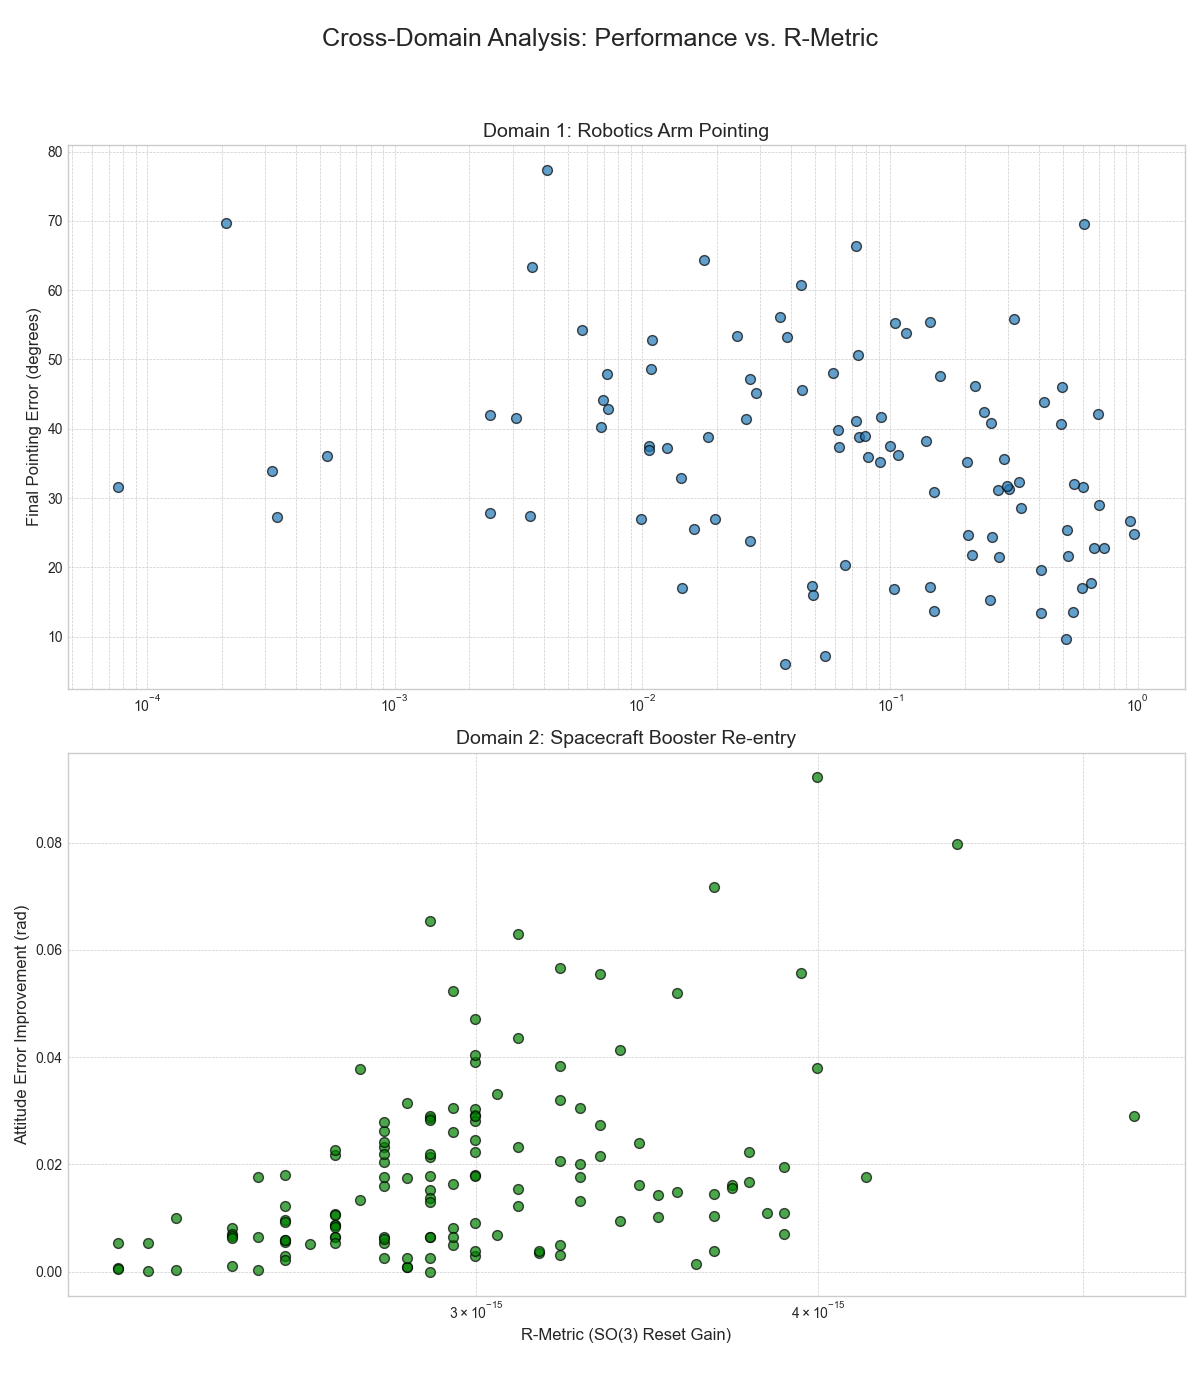 Cross-Domain Analysis: Performance vs. R-Metric
Domain 1: Robotics Arm Pointing
Final Pointing Error (degrees)
80
70
60
50
40
30
20
10
10⁻⁴ 10⁻³ 10⁻² 10⁻¹ 10⁰
Domain 2: Spacecraft Booster Re-entry
Attitude Error Improvement (rad)
0.08
0.06
0.04
0.02
0.00
3 × 10⁻¹⁵ 4 × 10⁻¹⁵
R-Metric (SO(3) Reset Gain)